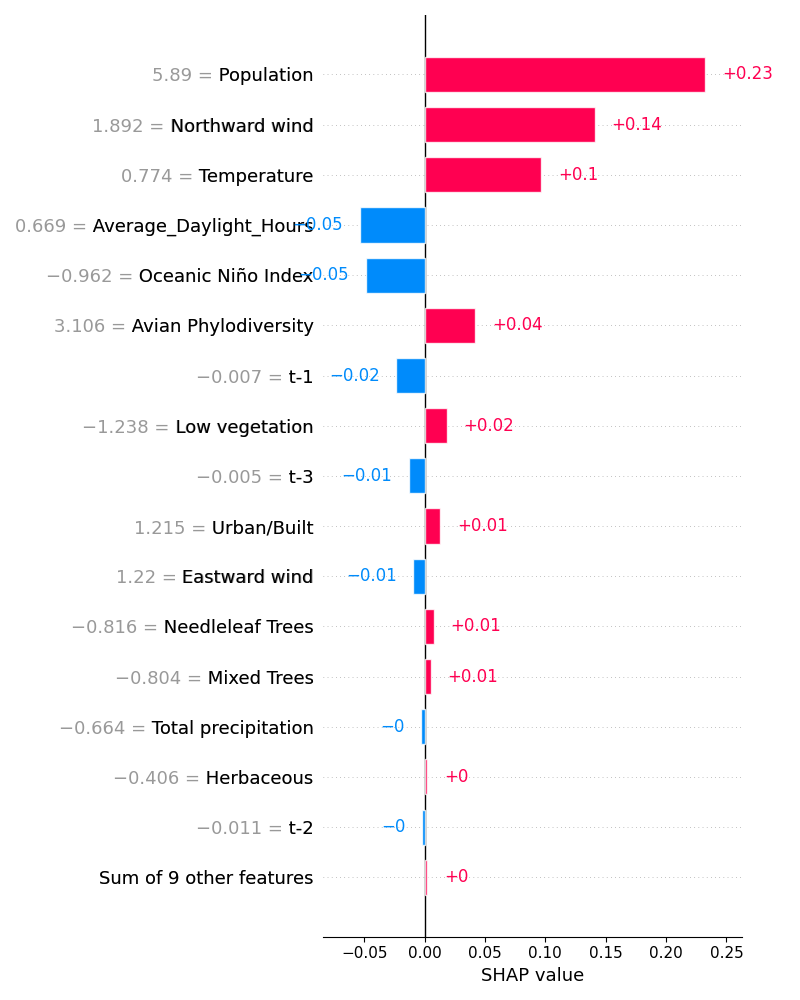 5.89 = Population +0.23
1.892 = Northward wind +0.14
0.774 = Temperature +0.1
0.669 = Average_Daylight_Hours −0.05
−0.962 = Oceanic Niño Index −0.05
3.106 = Avian Phylodiversity +0.04
−0.007 = t-1 −0.02
−1.238 = Low vegetation +0.02
−0.005 = t-3 −0.01
1.215 = Urban/Built +0.01
1.22 = Eastward wind −0.01
−0.816 = Needleleaf Trees +0.01
−0.804 = Mixed Trees +0.01
−0.664 = Total precipitation −0
−0.406 = Herbaceous +0
−0.011 = t-2 −0
Sum of 9 other features +0
−0.05 0.00 0.05 0.10 0.15 0.20 0.25
SHAP value